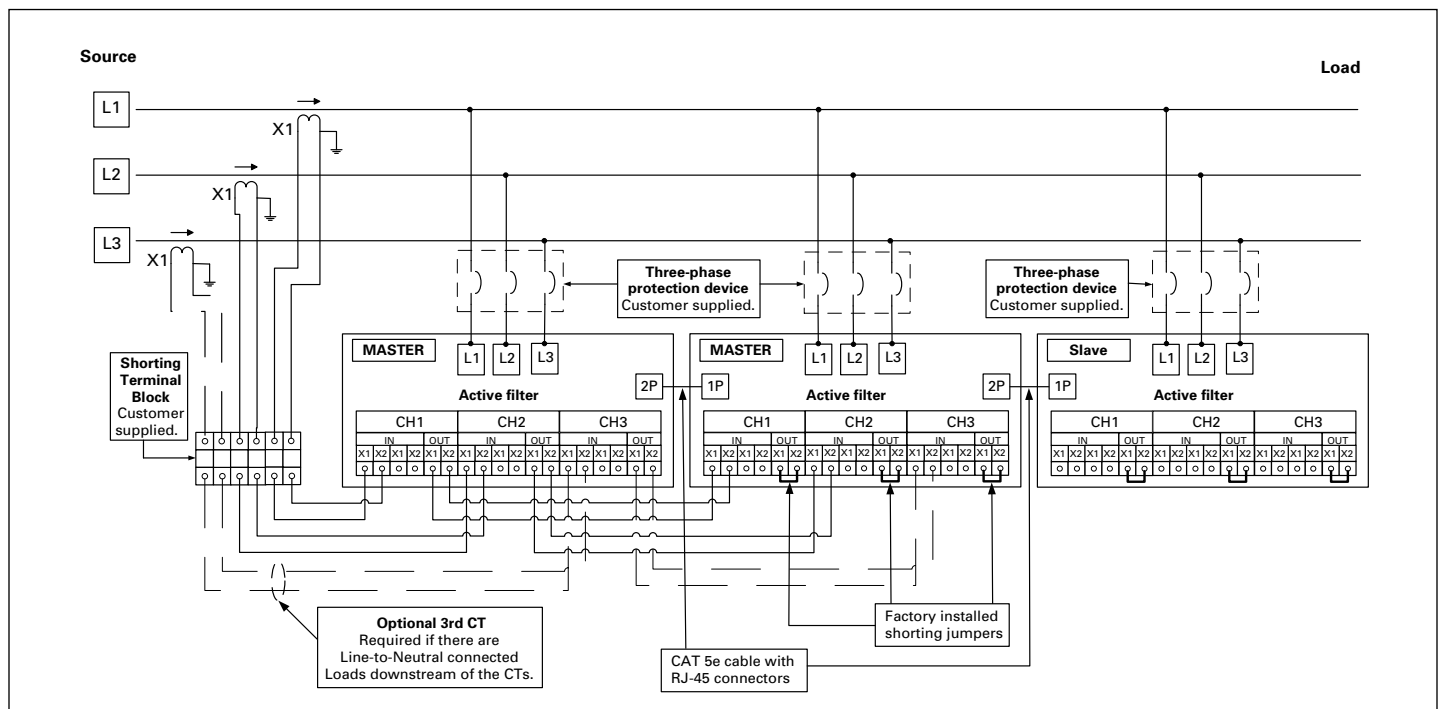 Source
Load
L1
X1
L2
X1
L3
X1
Three-phase
protection device
Customer supplied.
Three-phase
protection device
Customer supplied.
Shorting
Terminal
Block
Customer
supplied.
MASTER
L1 L2 L3
2P
Active filter
CH1 CH2 CH3
IN OUT IN OUT IN OUT
X1 X2 X1 X2 X1 X2 X1 X2 X1 X2 X1 X2 X1 X2 X1 X2 X1 X2
MASTER
L1 L2 L3
1P
2P
Active filter
CH1 CH2 CH3
IN OUT IN OUT IN OUT
X1 X2 X1 X2 X1 X2 X1 X2 X1 X2 X1 X2 X1 X2 X1 X2 X1 X2
Slave
L1 L2 L3
1P
Active filter
CH1 CH2 CH3
IN OUT IN OUT IN OUT
X1 X2 X1 X2 X1 X2 X1 X2 X1 X2 X1 X2 X1 X2 X1 X2 X1 X2
Optional 3rd CT
Required if there are
Line-to-Neutral connected
Loads downstream of the CTs.
Factory installed
shorting jumpers
CAT 5e cable with
RJ-45 connectors